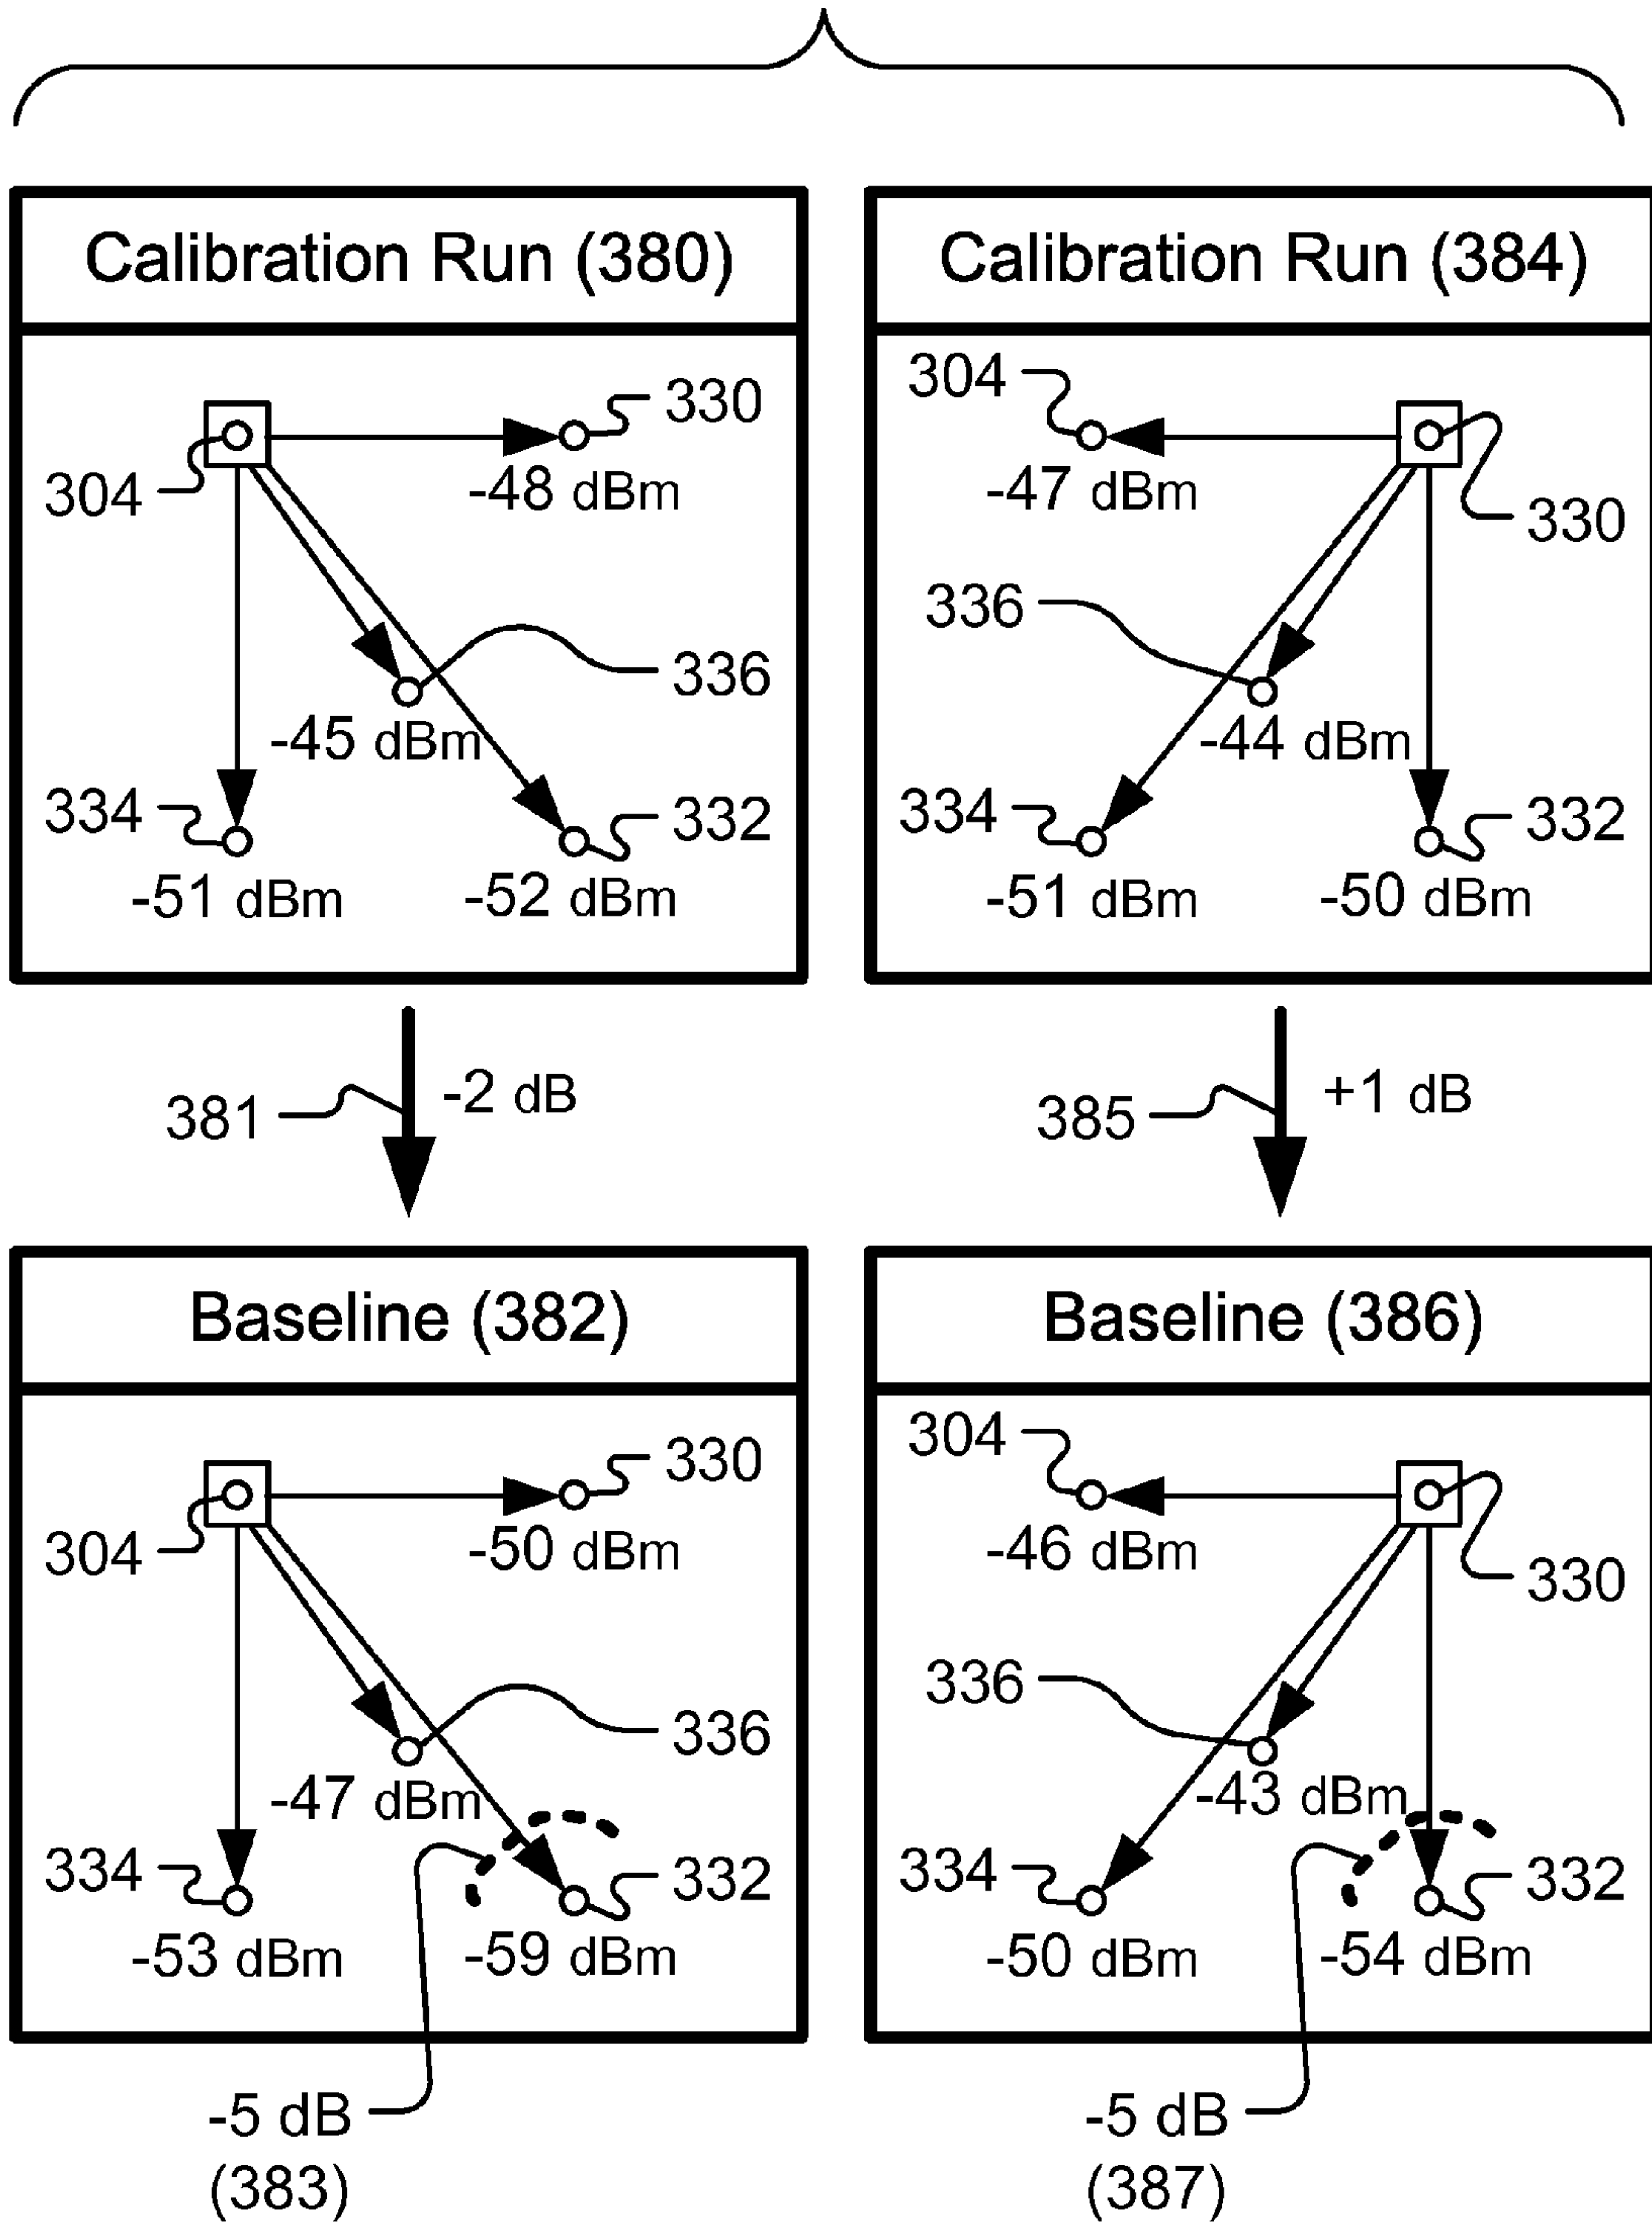 Calibration Run (380)
304
330
-48 dBm
336
-45 dBm
334
332
-51 dBm
-52 dBm
Calibration Run (384)
304
-47 dBm
330
336
-44 dBm
334
332
-51 dBm
-50 dBm
381
-2 dB
385
+1 dB
Baseline (382)
330
304
-50 dBm
336
-47 dBm
334
332
-53 dBm
-59 dBm
-5 dB
(383)
Baseline (386)
304
-46 dBm
330
336
-43 dBm
334
332
-50 dBm
-54 dBm
-5 dB
(387)